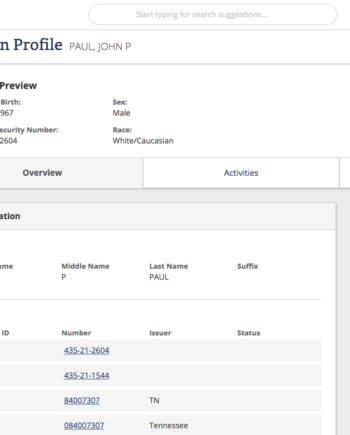 Start typing for search suggestions...
n Profile PAUL, JOHN P
Preview
Birth: Sex:
967 Male
ecurity Number: Race:
2604 White/Caucasian
Overview Activities
ation
ame Middle Name Last Name Suffix
P PAUL
ID Number Issuer Status
435-21-2604
435-21-1544
84007307 TN
084007307 Tennessee